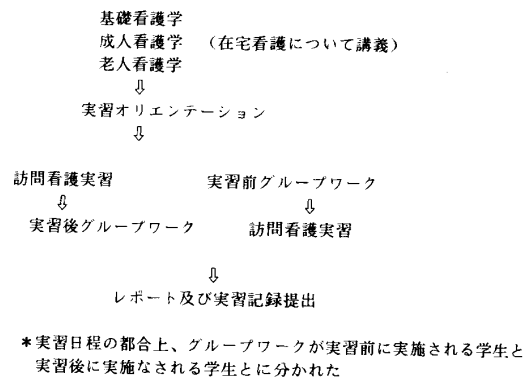 基礎看護学
成人看護学 (在宅看護について講義)
老人看護学
⇩
実習オリエンテーション
⇩
訪問看護実習 実習前グループワーク
⇩ ⇩
実習後グループワーク 訪問看護実習
⇩
レポート及び実習記録提出
*実習日程の都合上、グループワークが実習前に実施される学生と
実習後に実施なされる学生とに分かれた